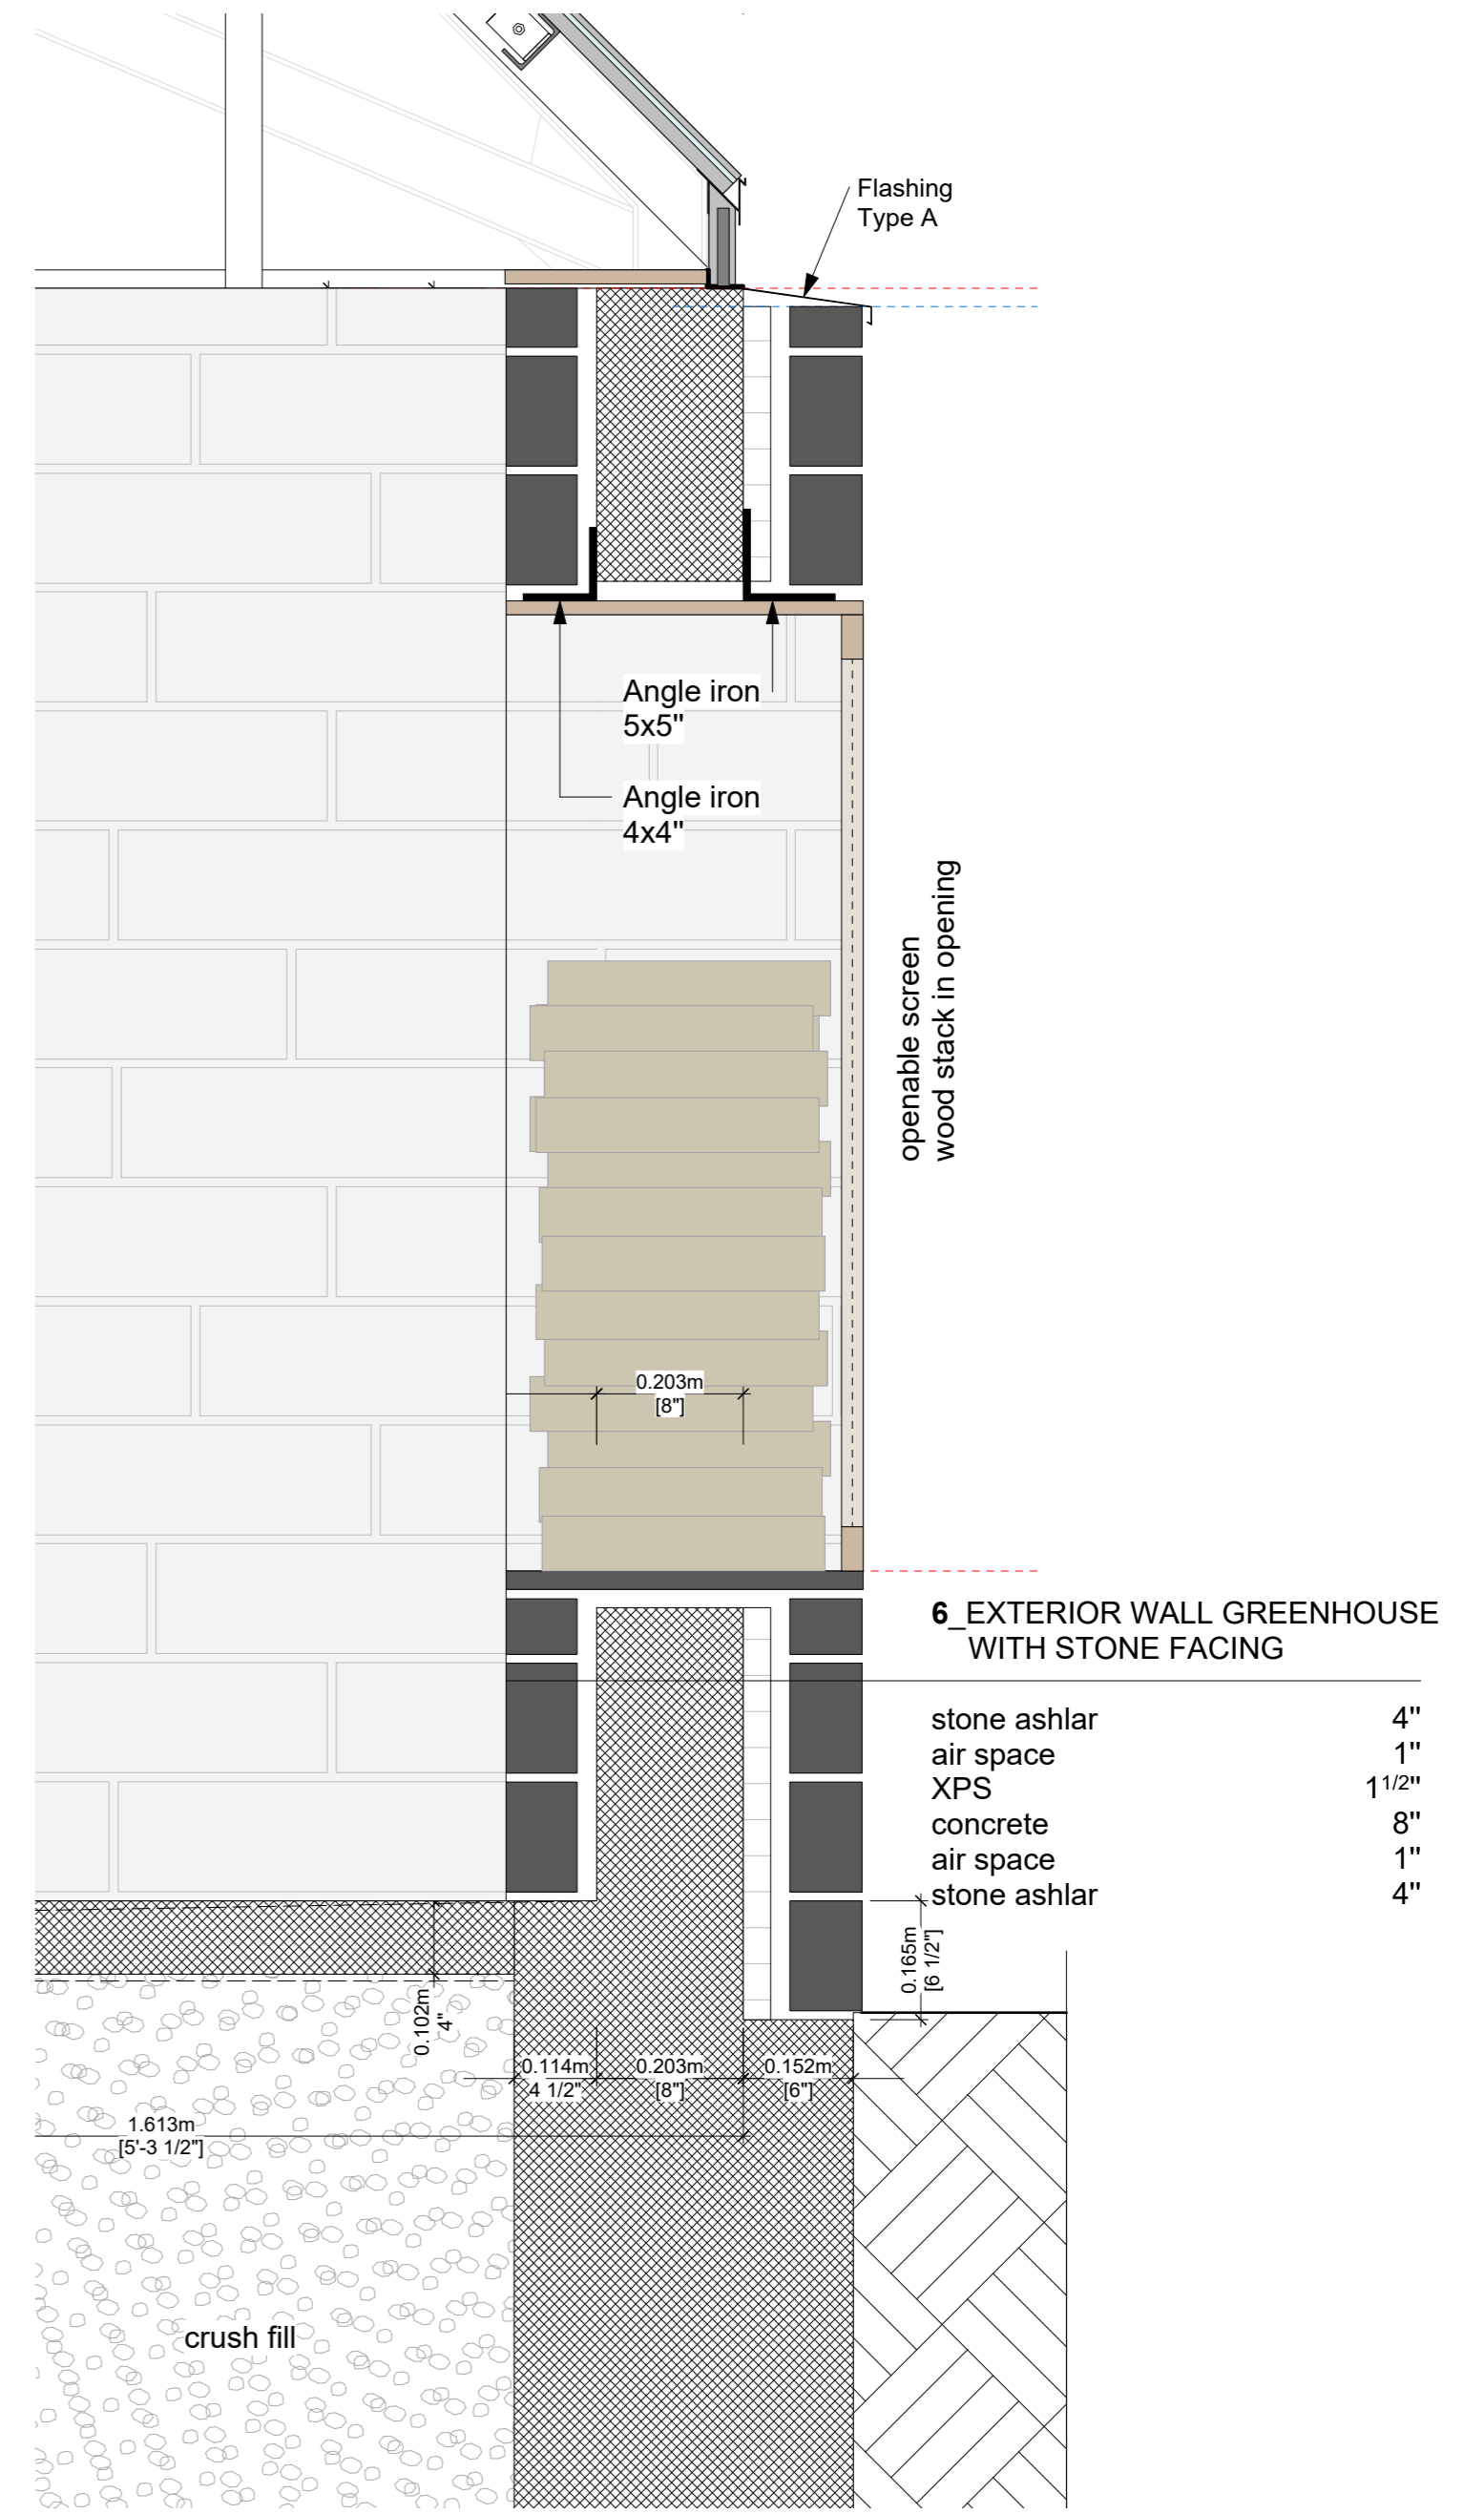 Flashing
Type A
Angle iron
5x5"
Angle iron
4x4"
openable screen
wood stack in opening
0.203m
[8"]
6_EXTERIOR WALL GREENHOUSE
WITH STONE FACING
stone ashlar 4"
air space 1"
XPS 1 1/2"
concrete 8"
air space 1"
stone ashlar 4"
0.165m
[6 1/2"]
0.102m
4"
0.114m
4 1/2"
0.203m
[8"]
0.152m
[6"]
1.613m
[5'-3 1/2"]
crush fill